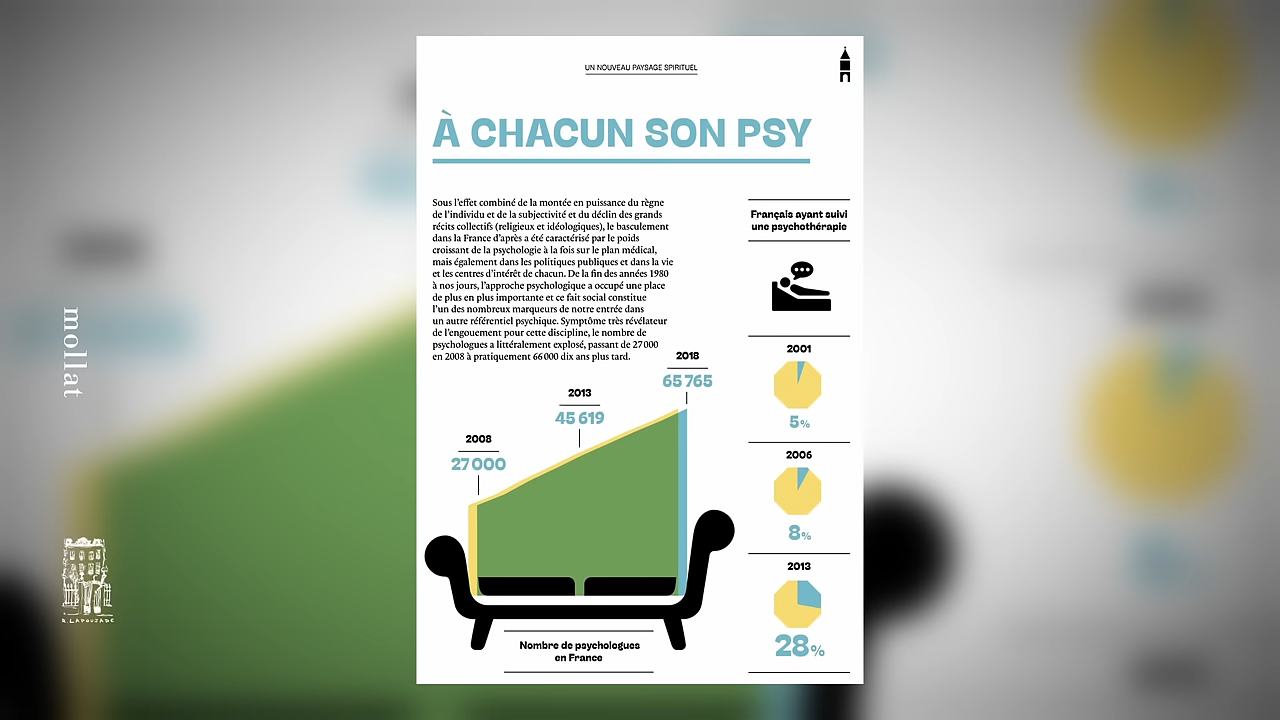 UN NOUVEAU PAYSAGE SPIRITUEL
À CHACUN SON PSY
Sous l'effet combiné de la montée en puissance du règne
de l'individu et de la subjectivité et du déclin des grands
récits collectifs (religieux et idéologiques), le basculement
dans la France d'après a été caractérisé par le poids
croissant de la psychologie à la fois sur le plan médical,
mais également dans les politiques publiques et dans la vie
et les centres d'intérêt de chacun. De la fin des années 1980
à nos jours, l'approche psychologique a occupé une place
de plus en plus importante et ce fait social constitue
l'un des nombreux marqueurs de notre entrée dans
un autre référentiel psychique. Symptôme très révélateur
de l'engouement pour cette discipline, le nombre de
psychologues a littéralement explosé, passant de 27 000
en 2008 à pratiquement 66 000 dix ans plus tard.
2008
27 000
2013
45 619
2018
65 765
Nombre de psychologues
en France
Français ayant suivi
une psychothérapie
2001
5%
2006
8%
2013
28%
mollat
R. LAPOUJADE